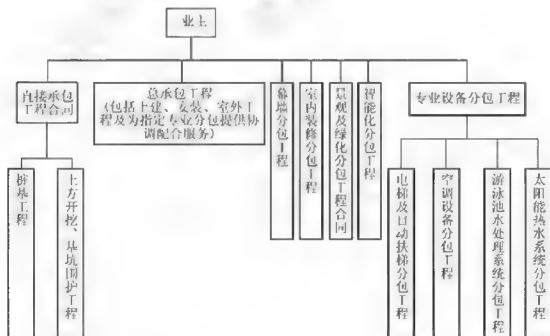 业主
直接承包
工程合同
总承包工程
(包括土建、安装、室外工
程及为指定专业分包提供协
调配合服务)
幕墙分包工程
室内装修分包工程
景观及绿化分包工程合同
智能化分包工程
专业设备分包工程
桩基工程
土方开挖、基坑围护工程
电梯及自动扶梯分包工程
空调设备分包工程
游泳池水处理系统分包工程
太阳能热水系统分包工程